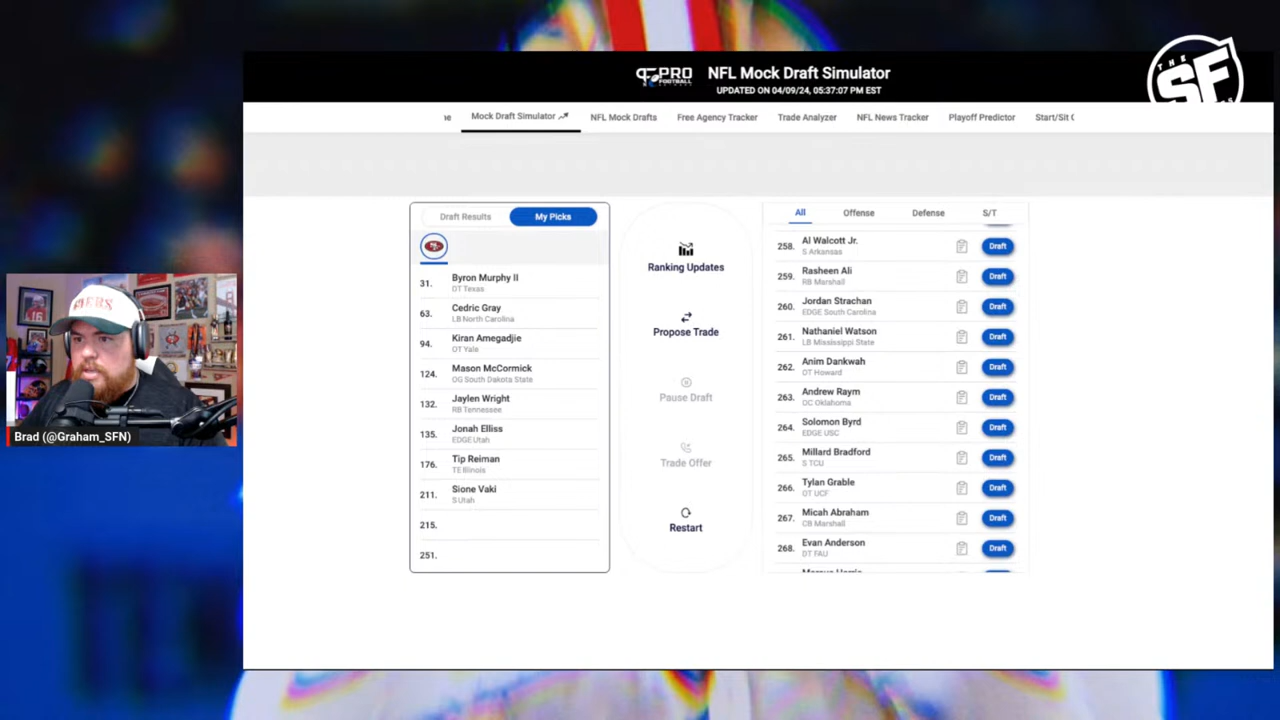 THE
SF
PRO
FOOTBALL
NETWORK
NFL Mock Draft Simulator
UPDATED ON 04/09/24, 05:37:07 PM EST
Mock Draft Simulator
NFL Mock Drafts
Free Agency Tracker
Trade Analyzer
NFL News Tracker
Playoff Predictor
Start/Sit
Draft Results
My Picks
31.
Byron Murphy II
DT Texas
63.
Cedric Gray
LB North Carolina
94.
Kiran Amegadjie
OT Yale
124.
Mason McCormick
OG South Dakota State
132.
Jaylen Wright
RB Tennessee
135.
Jonah Elliss
EDGE Utah
176.
Tip Reiman
TE Illinois
211.
Sione Vaki
S Utah
215.
251.
Ranking Updates
Propose Trade
Pause Draft
Trade Offer
Restart
All
Offense
Defense
S/T
258.
Al Walcott Jr.
S Arkansas
Draft
259.
Rasheen Ali
RB Marshall
Draft
260.
Jordan Strachan
EDGE South Carolina
Draft
261.
Nathaniel Watson
LB Mississippi State
Draft
262.
Anim Dankwah
OT Howard
Draft
263.
Andrew Raym
OC Oklahoma
Draft
264.
Solomon Byrd
EDGE USC
Draft
265.
Millard Bradford
S TCU
Draft
266.
Tylan Grable
OT UCF
Draft
267.
Micah Abraham
CB Marshall
Draft
268.
Evan Anderson
DT FAU
Draft
Brad (@Graham_SFN)